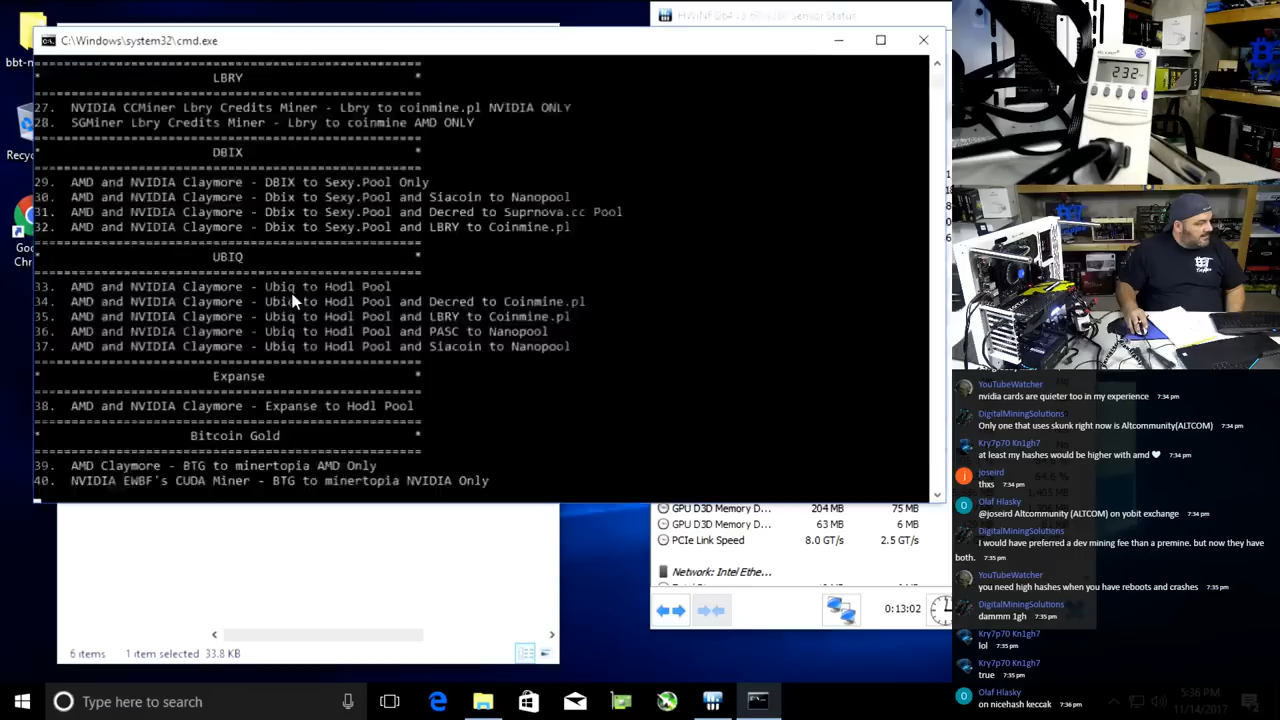 bbt-
Recyc
Goo
C:\Windows\system32\cmd.exe
===================================================
* LBRY *
===================================================
27. NVIDIA CCMiner Lbry Credits Miner - Lbry to coinmine.pl NVIDIA ONLY
28. SGMiner Lbry Credits Miner - Lbry to coinmine AMD ONLY
===================================================
* DBIX *
===================================================
29. AMD and NVIDIA Claymore - DBIX to Sexy.Pool Only
30. AMD and NVIDIA Claymore - Dbix to Sexy.Pool and Siacoin to Nanopool
31. AMD and NVIDIA Claymore - Dbix to Sexy.Pool and Decred to Suprnova.cc Pool
32. AMD and NVIDIA Claymore - Dbix to Sexy.Pool and LBRY to Coinmine.pl
===================================================
* UBIQ *
===================================================
33. AMD and NVIDIA Claymore - Ubiq to Hodl Pool
34. AMD and NVIDIA Claymore - Ubiq to Hodl Pool and Decred to Coinmine.pl
35. AMD and NVIDIA Claymore - Ubiq to Hodl Pool and LBRY to Coinmine.pl
36. AMD and NVIDIA Claymore - Ubiq to Hodl Pool and PASC to Nanopool
37. AMD and NVIDIA Claymore - Ubiq to Hodl Pool and Siacoin to Nanopool
===================================================
* Expanse *
===================================================
38. AMD and NVIDIA Claymore - Expanse to Hodl Pool
===================================================
* Bitcoin Gold *
===================================================
39. AMD Claymore - BTG to minertopia AMD Only
40. NVIDIA EWBF's CUDA Miner - BTG to minertopia NVIDIA Only
GPU D3D Memory D... 204 MB 75 MB
GPU D3D Memory D... 63 MB 6 MB
PCIe Link Speed 8.0 GT/s 2.5 GT/s
Network: Intel Ethe...
0:13:02
6 items 1 item selected 33.8 KB
Type here to search
232
YouTubeWatcher
nvidia cards are quieter too in my experience 7:34 pm
DigitalMiningSolutions
Only one that uses skunk right now is Altcommunity(ALTCOM) 7:34 pm
Kry7p70 Kn1gh7
at least my hashes would be higher with amd 🤍 7:34 pm
joseird
thxs 7:34 pm
Olaf Hlasky
@joseird Altcommunity (ALTCOM) on yobit exchange 7:34 pm
DigitalMiningSolutions
I would have preferred a dev mining fee than a premine. but now they have
both. 7:35 pm
YouTubeWatcher
you need high hashes when you have reboots and crashes 7:35 pm
DigitalMiningSolutions
dammm 1gh 7:35 pm
Kry7p70 Kn1gh7
lol 7:35 pm
Kry7p70 Kn1gh7
true 7:35 pm
Olaf Hlasky
on nicehash keccak 7:36 pm
5:36 PM
11/14/2017